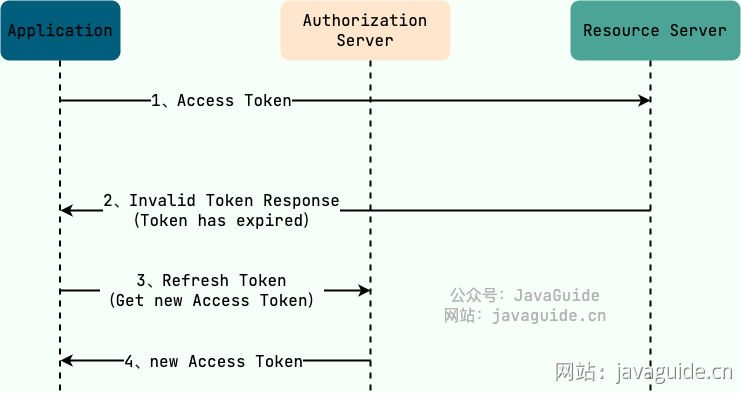 Application
Authorization
Server
Resource Server
1、Access Token
2、Invalid Token Response
(Token has expired)
3、Refresh Token
(Get new Access Token)
公众号：JavaGuide
网站：javaguide.cn
4、new Access Token
网站：javaguide.cn